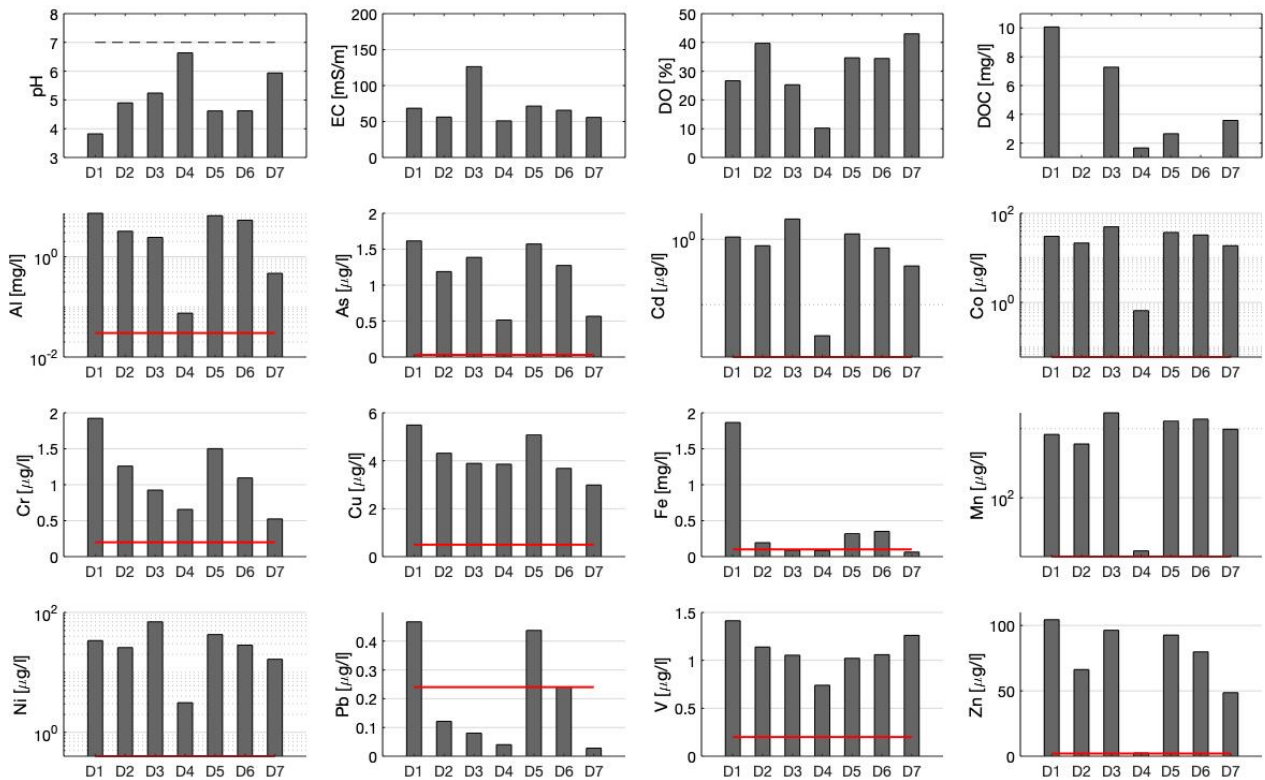 pH
8
7
6
5
4
3
D1 D2 D3 D4 D5 D6 D7
EC [mS/m]
200
150
100
50
0
D1 D2 D3 D4 D5 D6 D7
DO [%]
50
40
30
20
10
0
D1 D2 D3 D4 D5 D6 D7
DOC [mg/l]
10
8
6
4
2
D1 D2 D3 D4 D5 D6 D7
Al [mg/l]
10^0
10^-2
D1 D2 D3 D4 D5 D6 D7
As [μg/l]
2
1.5
1
0.5
0
D1 D2 D3 D4 D5 D6 D7
Cd [μg/l]
10^0
D1 D2 D3 D4 D5 D6 D7
Co [μg/l]
10^2
10^0
D1 D2 D3 D4 D5 D6 D7
Cr [μg/l]
2
1.5
1
0.5
0
D1 D2 D3 D4 D5 D6 D7
Cu [μg/l]
6
4
2
0
D1 D2 D3 D4 D5 D6 D7
Fe [mg/l]
2
1.5
1
0.5
0
D1 D2 D3 D4 D5 D6 D7
Mn [μg/l]
10^2
D1 D2 D3 D4 D5 D6 D7
Ni [μg/l]
10^2
10^0
D1 D2 D3 D4 D5 D6 D7
Pb [μg/l]
0.4
0.3
0.2
0.1
0
D1 D2 D3 D4 D5 D6 D7
V [μg/l]
1.5
1
0.5
0
D1 D2 D3 D4 D5 D6 D7
Zn [μg/l]
100
50
0
D1 D2 D3 D4 D5 D6 D7